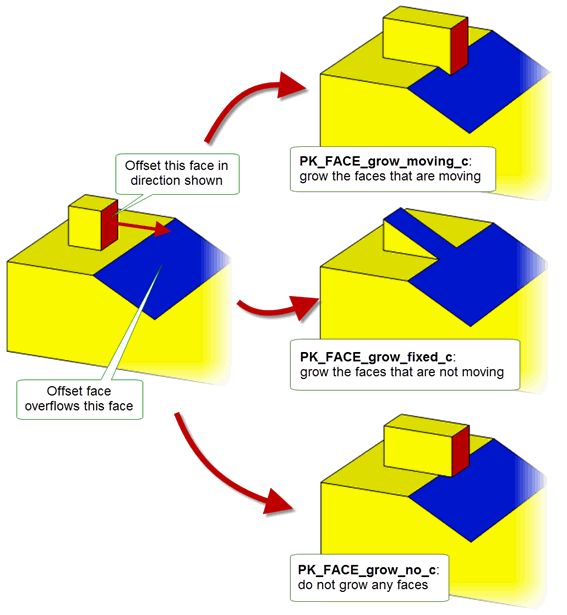 Offset this face in
direction shown
Offset face
overflows this face
PK_FACE_grow_moving_c:
grow the faces that are moving
PK_FACE_grow_fixed_c:
grow the faces that are not moving
PK_FACE_grow_no_c:
do not grow any faces